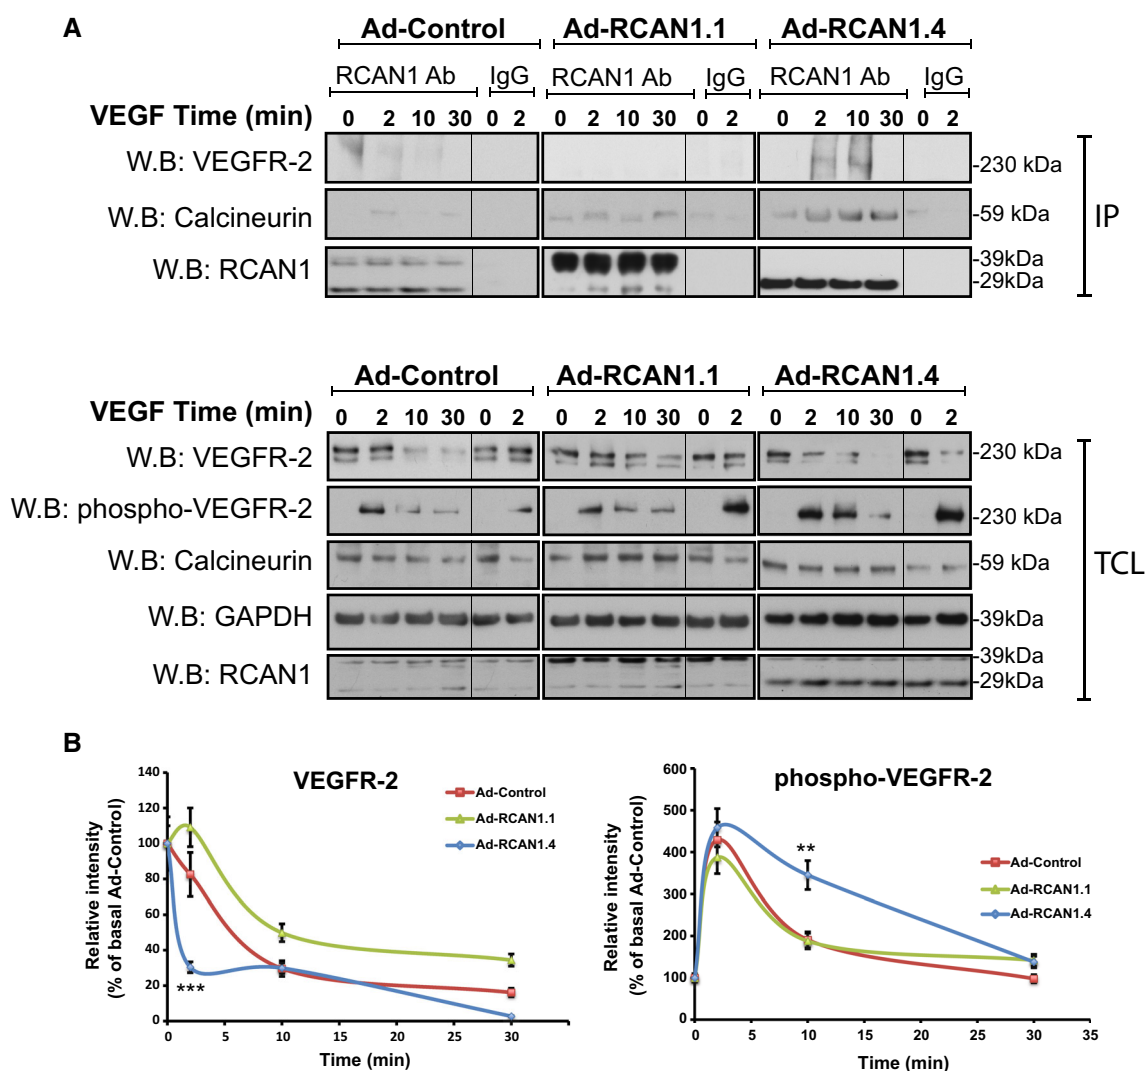 A
Ad-Control Ad-RCAN1.1 Ad-RCAN1.4
RCAN1 Ab IgG RCAN1 Ab IgG RCAN1 Ab IgG
VEGF Time (min) 0 2 10 30 0 2 0 2 10 30 0 2 0 2 10 30 0 2
W.B: VEGFR-2 -230 kDa
W.B: Calcineurin -59 kDa
IP
W.B: RCAN1 -39kDa
-29kDa
Ad-Control Ad-RCAN1.1 Ad-RCAN1.4
VEGF Time (min) 0 2 10 30 0 2 0 2 10 30 0 2 0 2 10 30 0 2
W.B: VEGFR-2 -230 kDa
W.B: phospho-VEGFR-2 -230 kDa
W.B: Calcineurin -59 kDa
TCL
W.B: GAPDH -39kDa
W.B: RCAN1 -39kDa
-29kDa
B
VEGFR-2
Relative intensity
(% of basal Ad-Control)
140
120
100
80
60
40
20
0
Ad-Control
Ad-RCAN1.1
Ad-RCAN1.4
***
0 5 10 15 20 25 30
Time (min)
phospho-VEGFR-2
Relative intensity
(% of basal Ad-Control)
600
500
400
300
200
100
0
**
Ad-Control
Ad-RCAN1.1
Ad-RCAN1.4
0 5 10 15 20 25 30 35
Time (min)